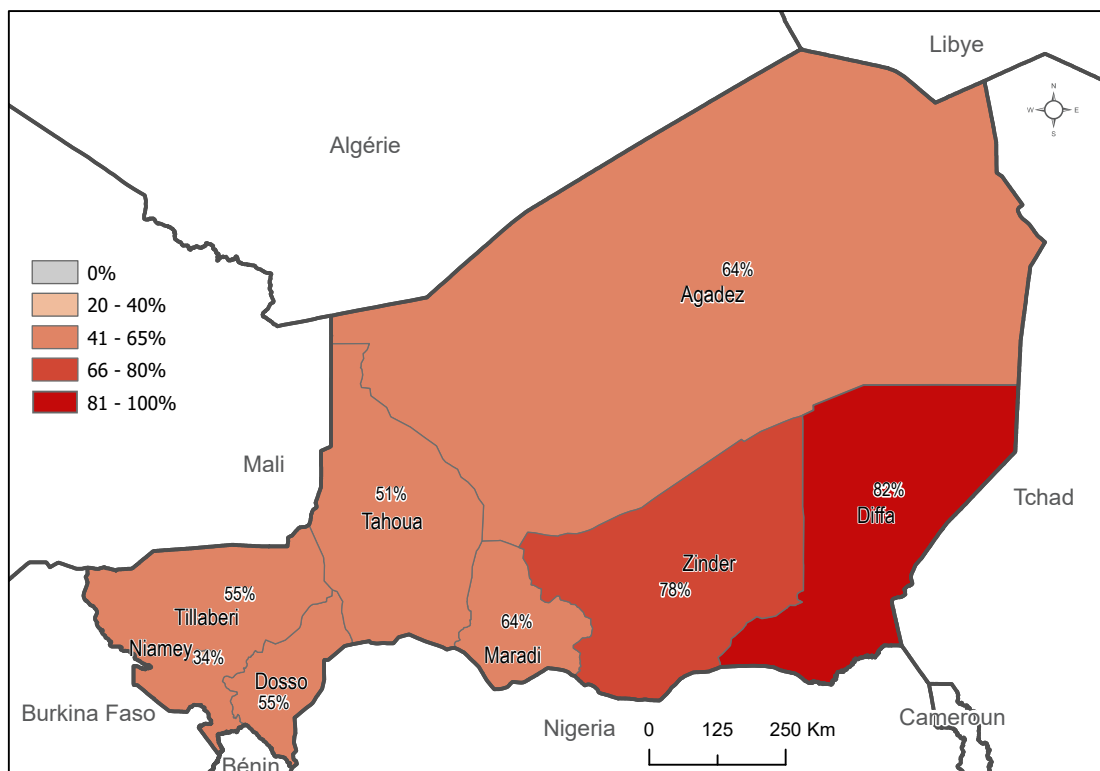 Libye
N
W E
S
Algérie
0%
20 - 40%
41 - 65%
66 - 80%
81 - 100%
64%
Agadez
Mali
51%
Tahoua
82%
Diffa
Tchad
Zinder
78%
55%
Tillaberi
64%
Maradi
Niamey 34%
Dosso
55%
Burkina Faso
Nigeria
0 125 250 Km
Cameroun
Bénin